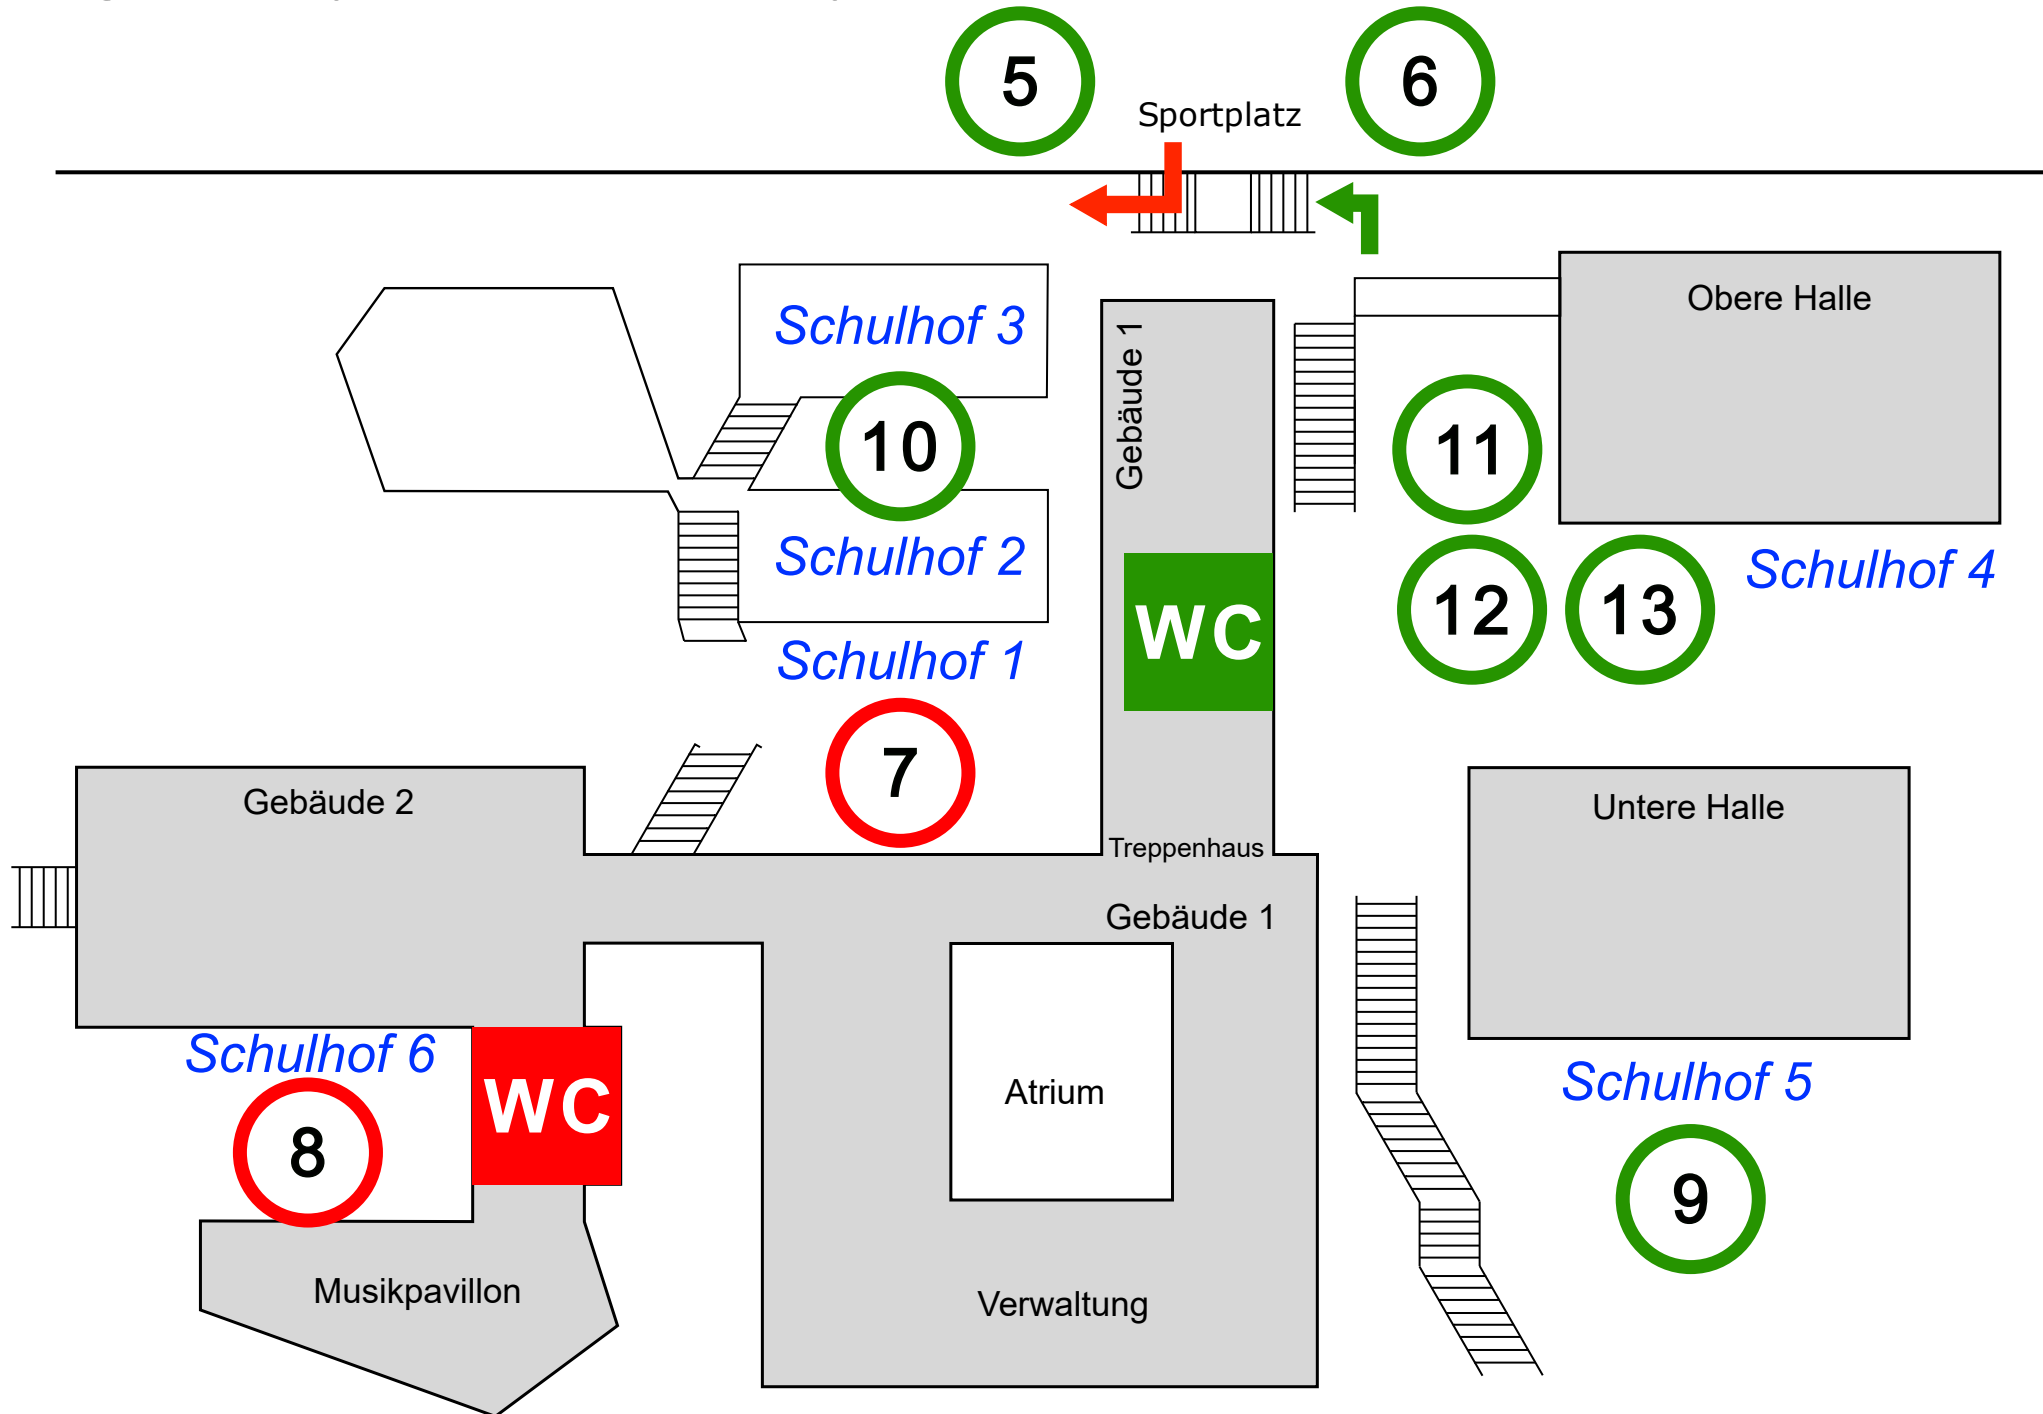 5
6
Sportplatz
Obere Halle
Schulhof 3
Gebäude 1
10
11
Schulhof 2
Schulhof 4
12
13
WC
Schulhof 1
7
Gebäude 2
Untere Halle
Treppenhaus
Gebäude 1
Schulhof 6
WC
Atrium
Schulhof 5
8
9
Musikpavillon
Verwaltung